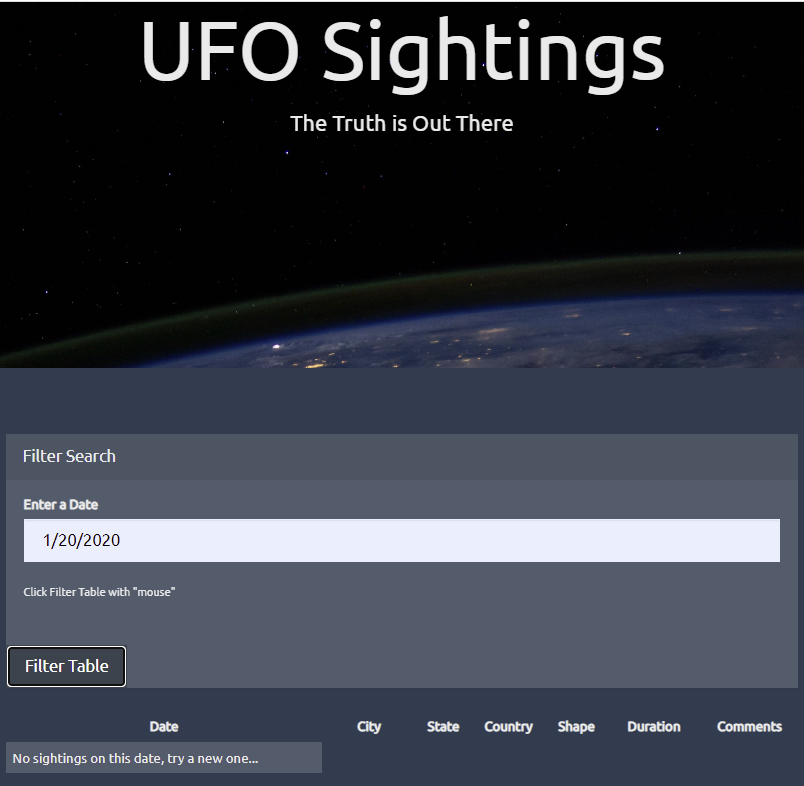 UFO Sightings
The Truth is Out There
Filter Search
Enter a Date
1/20/2020
Click Filter Table with "mouse"
Filter Table
Date City State Country Shape Duration Comments
No sightings on this date, try a new one...